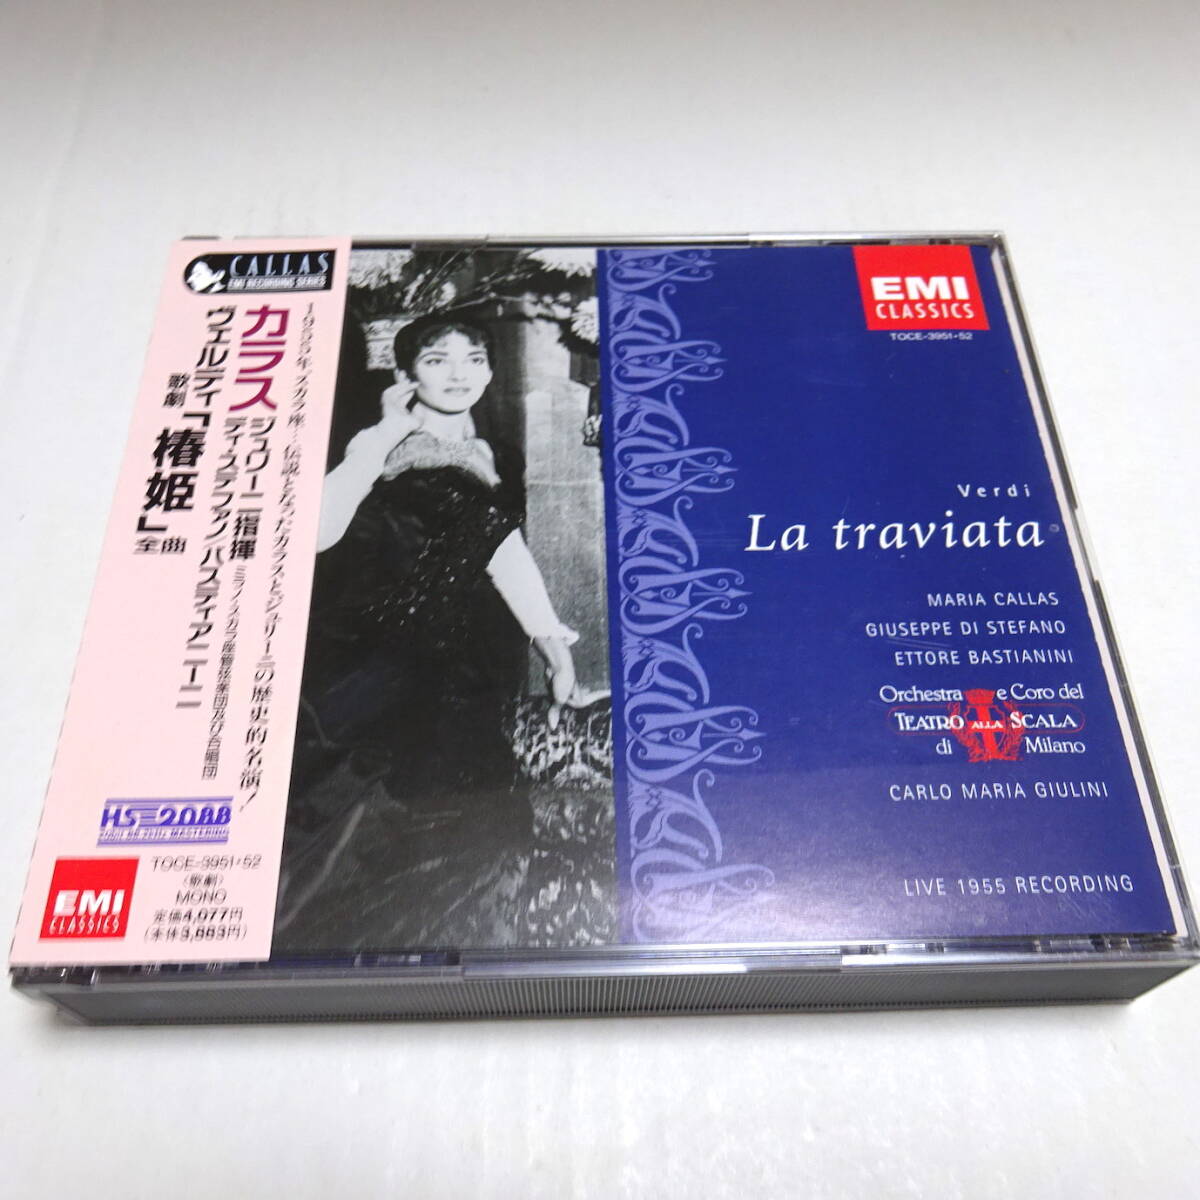 CALLAS
EMI RECORDING SERIES
1955年、スカラ座…伝説となったカラスとジュリーニの歴史的名演!
カラス
ジュリーニ指揮
ミラノ・スカラ座管弦楽団及び合唱団
ディ・ステファノ/バスティアニーニ
ヴェルディ
歌劇
「椿姫」
全曲
HS 2088
20BIT 88.2kHz MASTERING
EMI
CLASSICS
TOCE-3951・52
〈歌劇〉
MONO
定価4,077円
(本体3,883円)
EMI
CLASSICS
TOCE-3951・52
Verdi
La traviata
MARIA CALLAS
GIUSEPPE DI STEFANO
ETTORE BASTIANINI
Orchestra e Coro del
TEATRO ALLA SCALA
di Milano
CARLO MARIA GIULINI
LIVE 1955 RECORDING